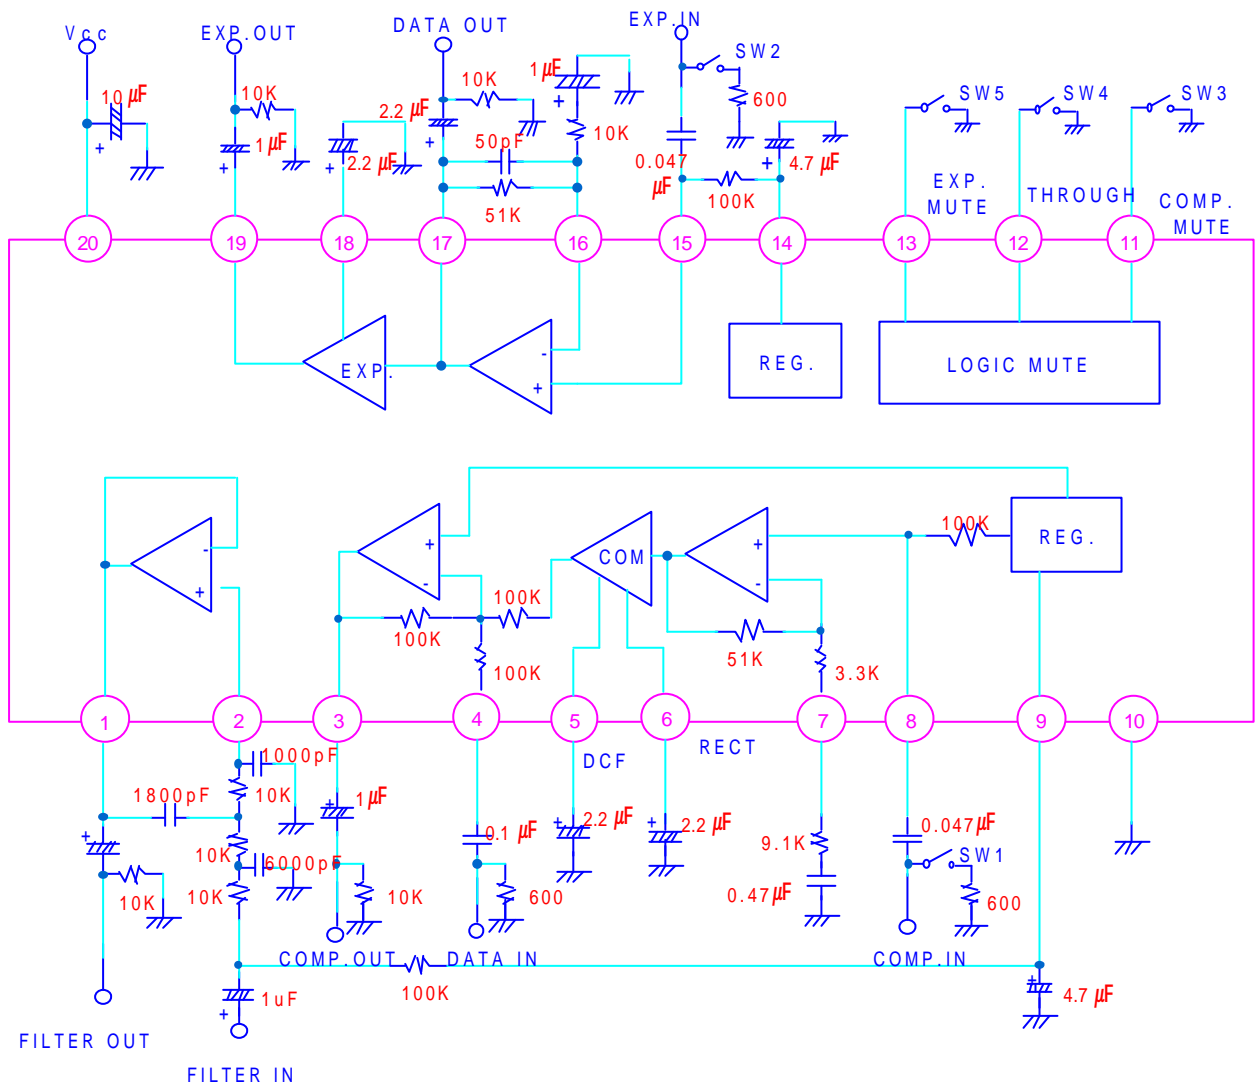 Vcc
EXP.OUT
DATA OUT
EXP.IN
SW2
10 µF
+
10K
1 µF
+
2.2 µF
+
10K
2.2 µF
50pF
51K
1µF
+
10K
600
0.047
µF
100K
+
4.7 µF
SW5
SW4
SW3
EXP.
MUTE
THROUGH
COMP.
MUTE
20
19
18
17
16
15
14
13
12
11
EXP.
-
+
REG.
LOGIC MUTE
-
+
+
-
COM
+
-
100K
REG.
100K
100K
100K
51K
3.3K
1
2
3
4
5
6
7
8
9
10
DCF
RECT
1000pF
10K
1800pF
+
10K
6000pF
10K
10K
+
1 µF
10K
0.1 µF
600
+
2.2 µF
+
2.2 µF
9.1K
0.47 µF
0.047µF
SW1
600
COMP.OUT
DATA IN
COMP.IN
100K
1uF
+
+
4.7 µF
FILTER OUT
FILTER IN